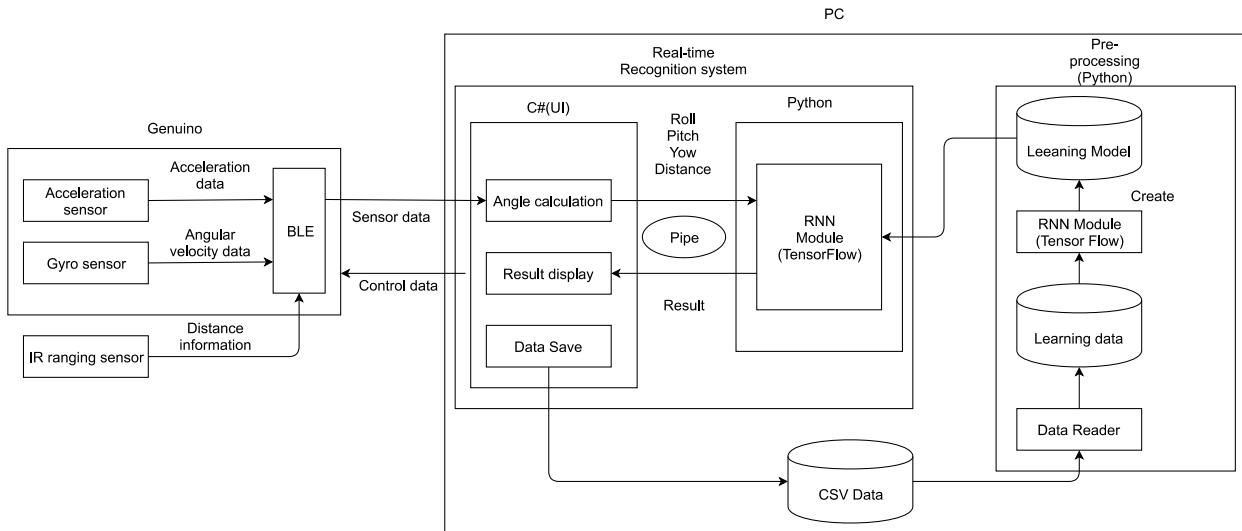 PC
Real-time
Recognition system
Pre-
processing
(Python)
C#(UI)
Python
Genuino
Roll
Pitch
Yow
Distance
Acceleration
data
Acceleration
sensor
BLE
Sensor data
Angle calculation
RNN
Module
(TensorFlow)
Leeaning Model
Create
RNN Module
(Tensor Flow)
Angular
velocity data
Gyro sensor
Pipe
Control data
Result display
Result
Distance
information
IR ranging sensor
Data Save
Learning data
Data Reader
CSV Data